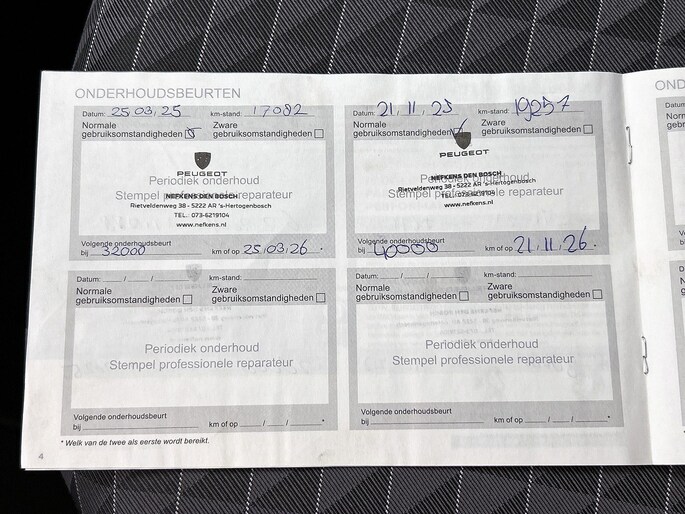 ONDERHOUDSBEURTEN
Datum: 25.03.25 km-stand: 17082
Normale gebruiksomstandigheden
Zware gebruiksomstandigheden
PEUGEOT
Periodiek onderhoud
NEFKENS DEN BOSCH
Stempel professionele reparateur
Rietveldenweg 38 - 5222 AR 's-Hertogenbosch
TEL. 073-6219104
www.nefkens.nl
Volgende onderhoudsbeurt
bij 32000 km of op 25.03.26.
Datum: 21.11.25 km-stand: 19257
Normale gebruiksomstandigheden
Zware gebruiksomstandigheden
PEUGEOT
Periodiek onderhoud
NEFKENS DEN BOSCH
Rietveldenweg 38 - 5222 AR 's-Hertogenbosch
Stempel professionele reparateur
TEL. 073-6219104
www.nefkens.nl
Volgende onderhoudsbeurt
bij 40000 km of op 21.11.26.
Datum: / / km-stand:
Normale gebruiksomstandigheden
Zware gebruiksomstandigheden
Periodiek onderhoud
Stempel professionele reparateur
Volgende onderhoudsbeurt
bij km of op / / *
Datum: / / km-stand:
Normale gebruiksomstandigheden
Zware gebruiksomstandigheden
Periodiek onderhoud
Stempel professionele reparateur
Volgende onderhoudsbeurt
bij km of op / / *
* Welk van de twee als eerste wordt bereikt.
4